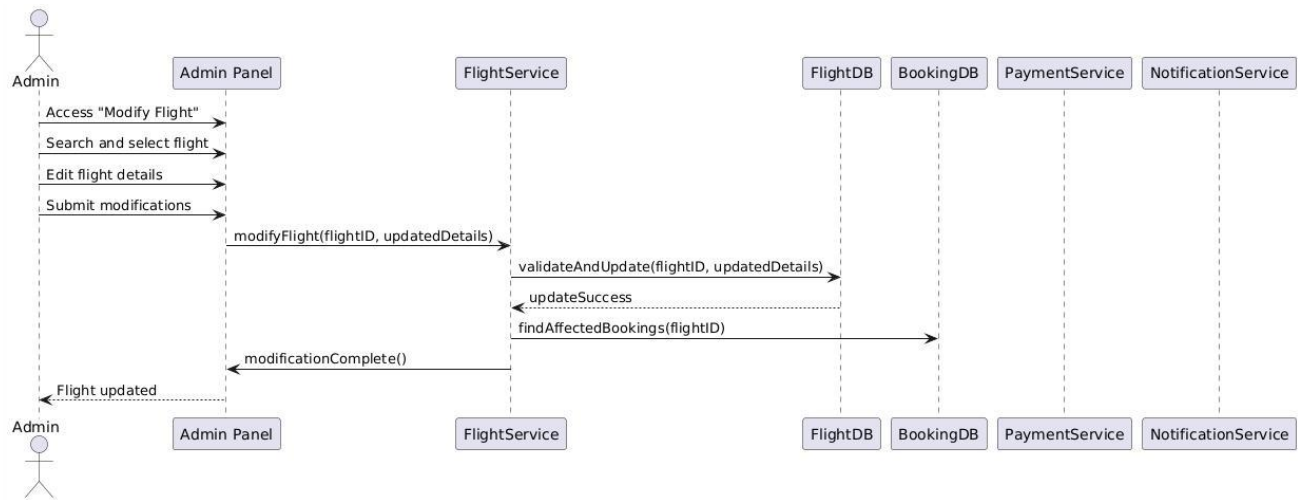 Admin
Admin Panel
FlightService
FlightDB
BookingDB
PaymentService
NotificationService
Access "Modify Flight"
Search and select flight
Edit flight details
Submit modifications
modifyFlight(flightID, updatedDetails)
validateAndUpdate(flightID, updatedDetails)
updateSuccess
findAffectedBookings(flightID)
modificationComplete()
Flight updated
Admin
Admin Panel
FlightService
FlightDB
BookingDB
PaymentService
NotificationService